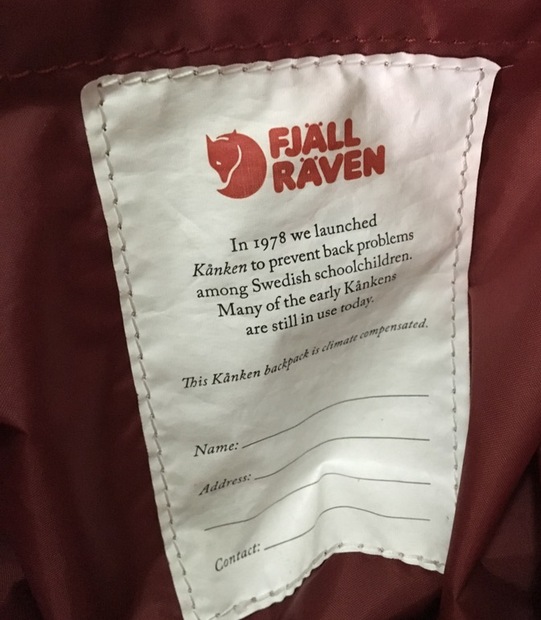 FJÄLL
RÄVEN
In 1978 we launched
Kånken to prevent back problems
among Swedish schoolchildren.
Many of the early Kånkens
are still in use today.
This Kånken backpack is climate compensated.
Name:
Address:
Contact: